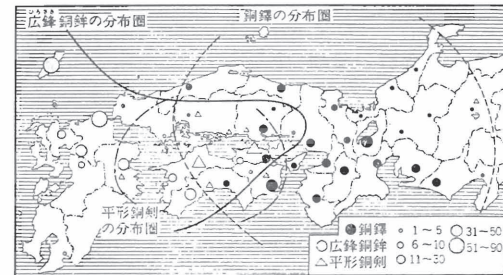 ひろさき
広鋒銅鉾の分布圏
銅鐸の分布圏
平形銅剣
の分布圏
銅鐸
広鋒銅鉾
平形銅剣
1～5
6～10
11～30
31～50
51～90